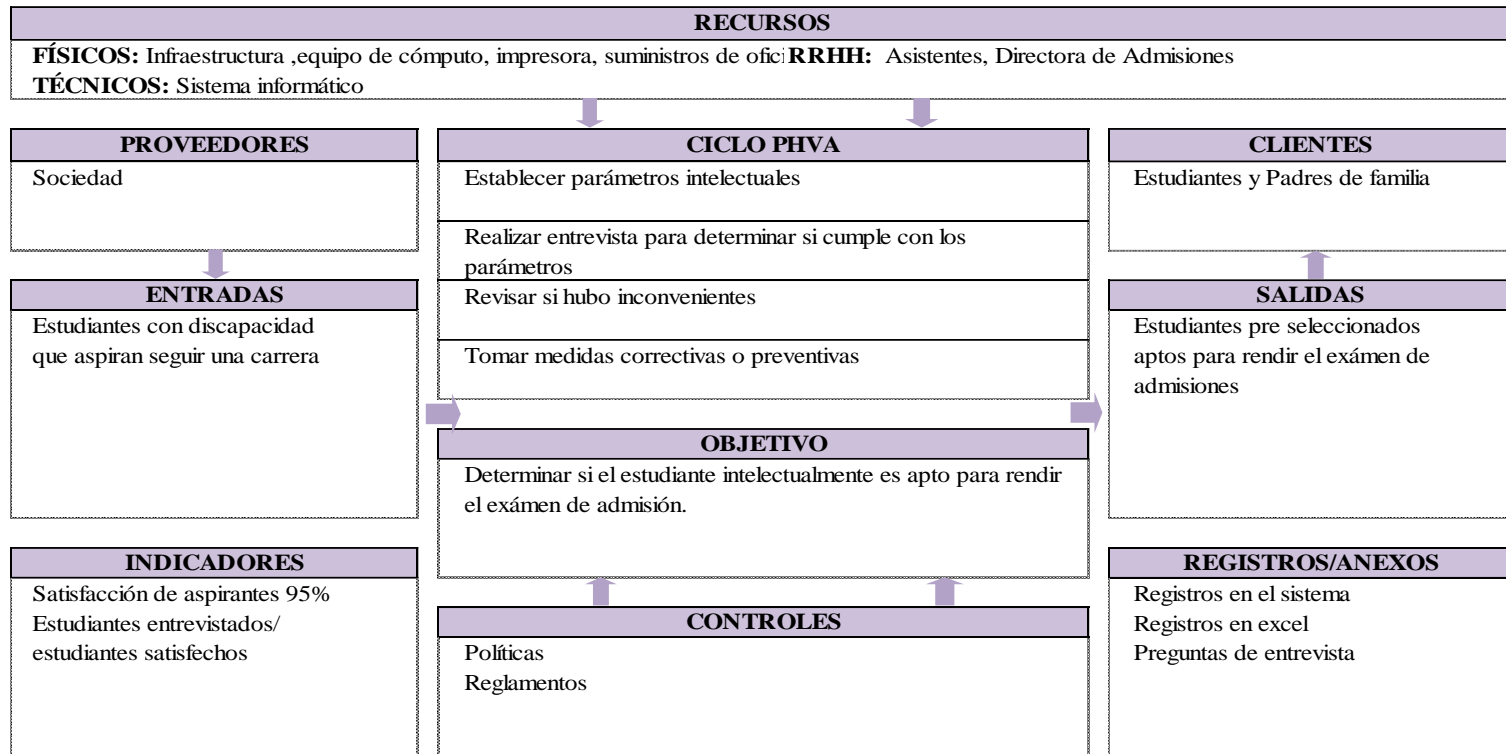 RECURSOS
FÍSICOS: Infraestructura ,equipo de cómputo, impresora, suministros de ofici RRHH: Asistentes, Directora de Admisiones
TÉCNICOS: Sistema informático
PROVEEDORES
Sociedad
ENTRADAS
Estudiantes con discapacidad
que aspiran seguir una carrera
INDICADORES
Satisfacción de aspirantes 95%
Estudiantes entrevistados/
estudiantes satisfechos
CICLO PHVA
Establecer parámetros intelectuales
Realizar entrevista para determinar si cumple con los
parámetros
Revisar si hubo inconvenientes
Tomar medidas correctivas o preventivas
OBJETIVO
Determinar si el estudiante intelectualmente es apto para rendir
el exámen de admisión.
CONTROLES
Políticas
Reglamentos
CLIENTES
Estudiantes y Padres de familia
SALIDAS
Estudiantes pre seleccionados
aptos para rendir el exámen de
admisiones
REGISTROS/ANEXOS
Registros en el sistema
Registros en excel
Preguntas de entrevista